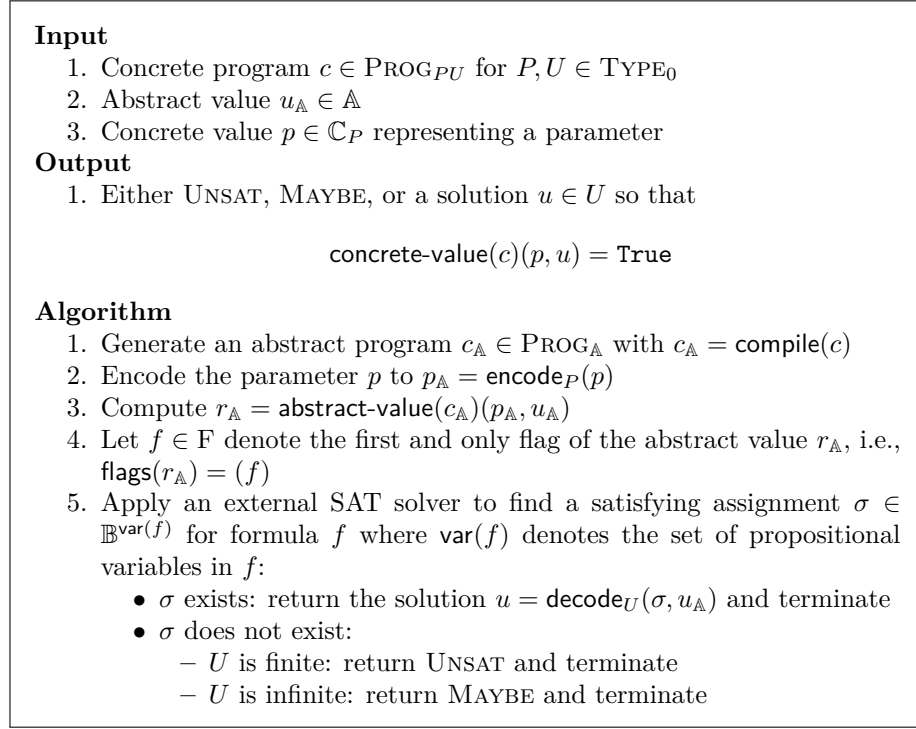 Input
1. Concrete program c ∈ PROG_{PU} for P, U ∈ TYPE_0
2. Abstract value u_𝔸 ∈ 𝔸
3. Concrete value p ∈ ℂ_P representing a parameter
Output
1. Either UNSAT, MAYBE, or a solution u ∈ U so that
concrete-value(c)(p, u) = True
Algorithm
1. Generate an abstract program c_𝔸 ∈ PROG_𝔸 with c_𝔸 = compile(c)
2. Encode the parameter p to p_𝔸 = encode_P(p)
3. Compute r_𝔸 = abstract-value(c_𝔸)(p_𝔸, u_𝔸)
4. Let f ∈ F denote the first and only flag of the abstract value r_𝔸, i.e.,
flags(r_𝔸) = (f)
5. Apply an external SAT solver to find a satisfying assignment σ ∈
𝔹^{var(f)} for formula f where var(f) denotes the set of propositional
variables in f:
• σ exists: return the solution u = decode_U(σ, u_𝔸) and terminate
• σ does not exist:
– U is finite: return UNSAT and terminate
– U is infinite: return MAYBE and terminate